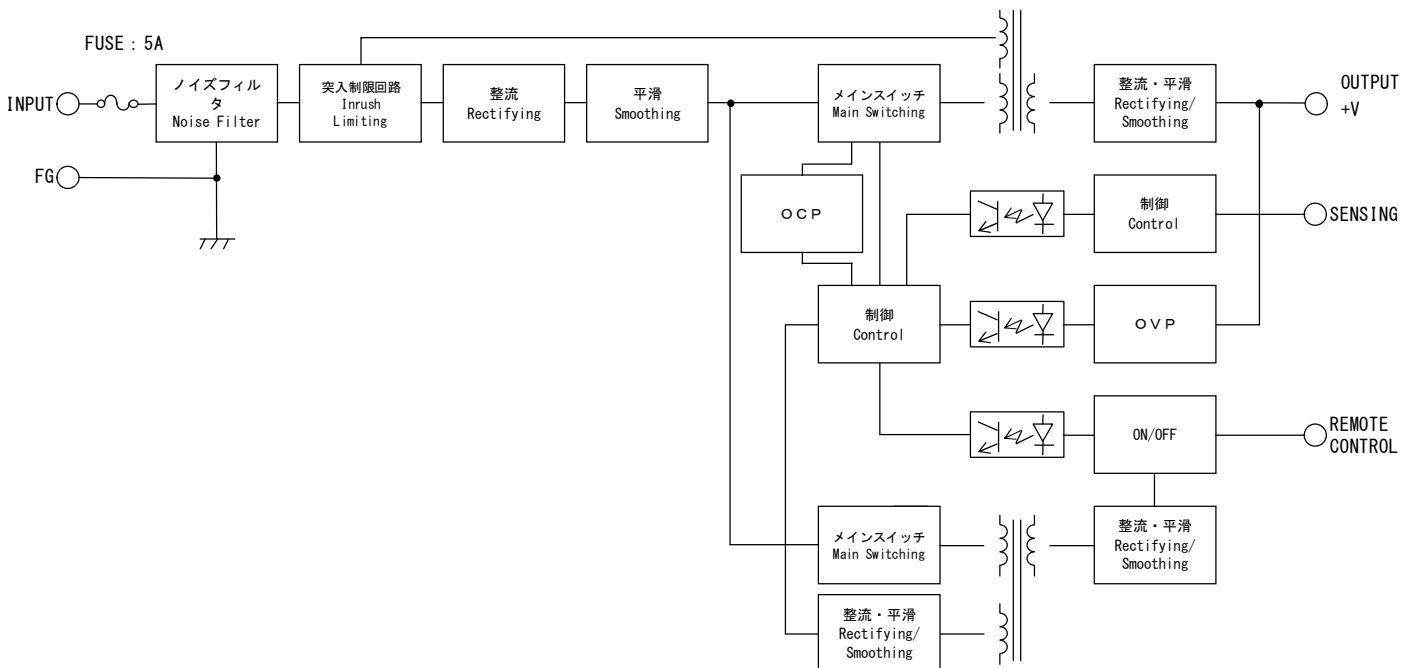 FUSE : 5A
INPUT
ノイズフィル
タ
Noise Filter
突入制限回路
Inrush
Limiting
整流
Rectifying
平滑
Smoothing
メインスイッチ
Main Switching
整流・平滑
Rectifying/
Smoothing
OUTPUT
+V
FG
OCP
制御
Control
SENSING
制御
Control
OVP
ON/OFF
REMOTE
CONTROL
メインスイッチ
Main Switching
整流・平滑
Rectifying/
Smoothing
整流・平滑
Rectifying/
Smoothing